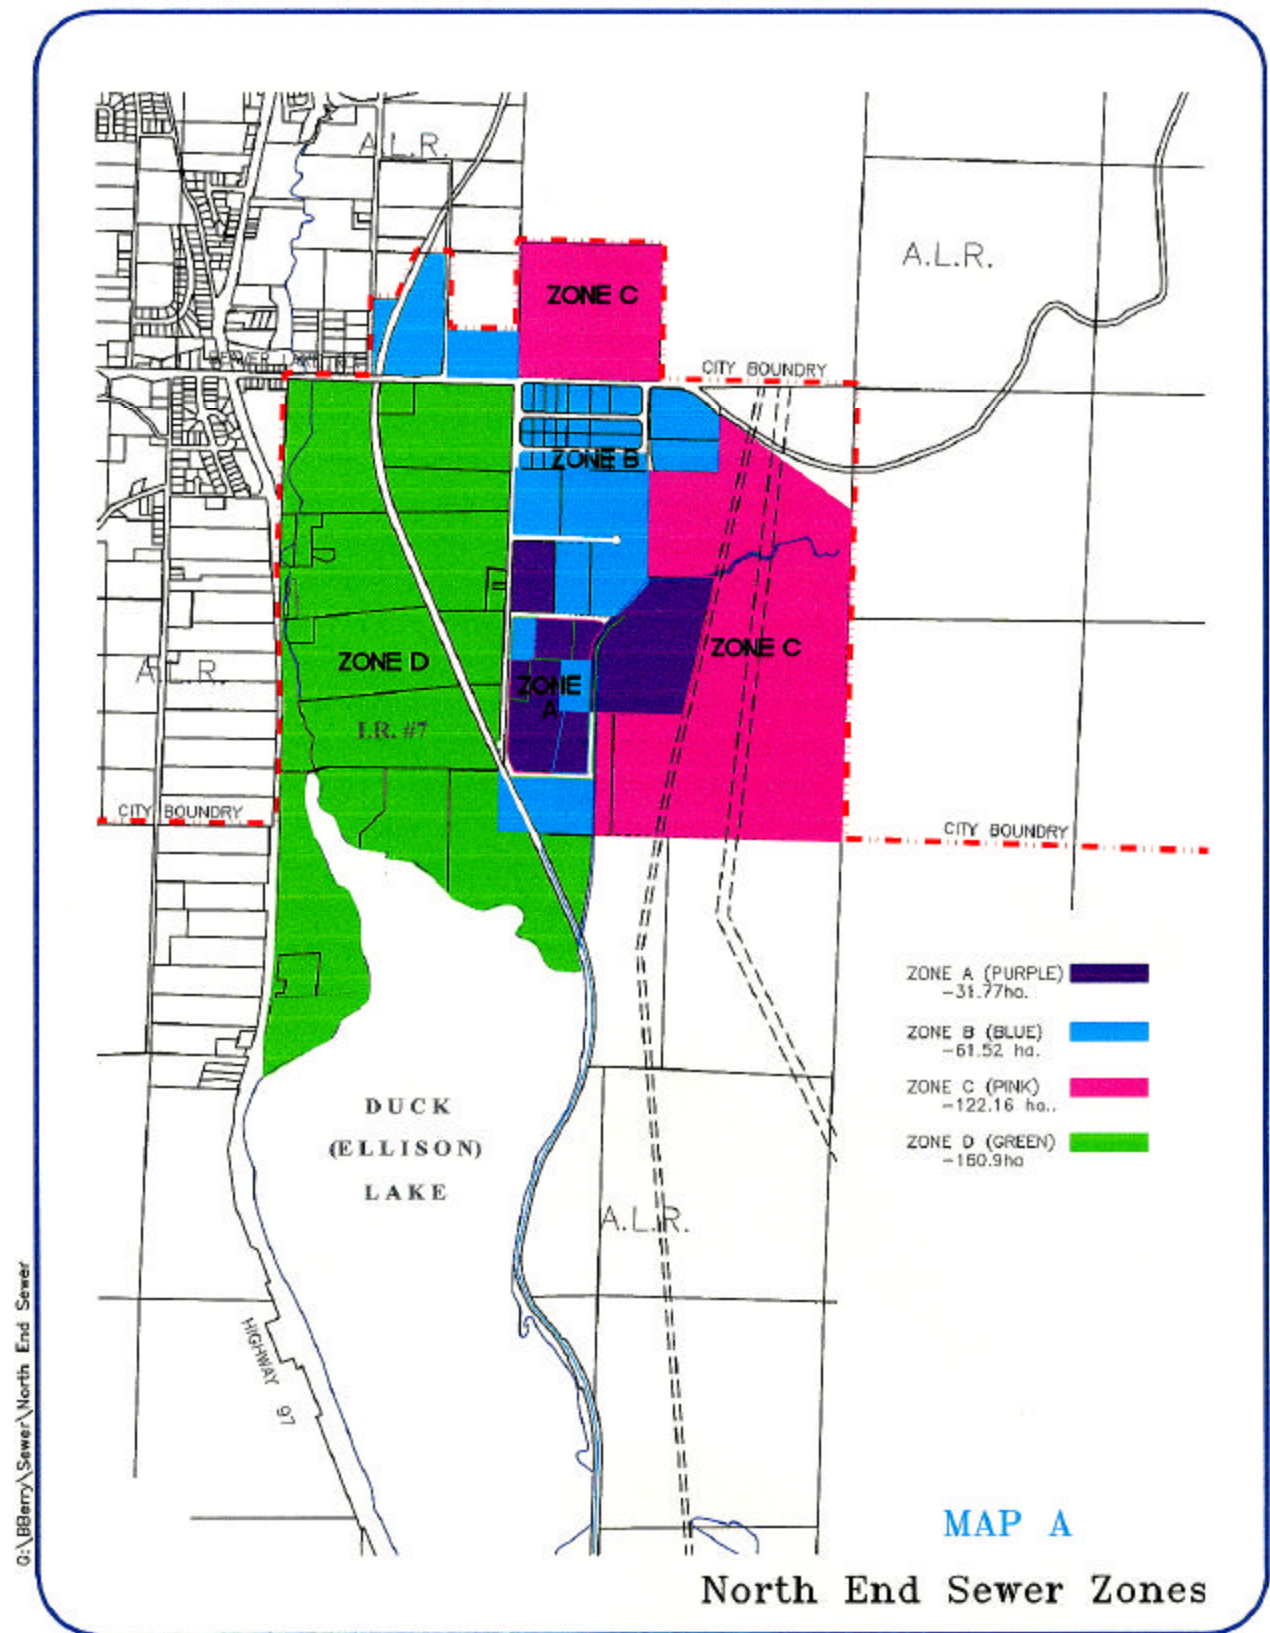 A.L.R.
A.L.R.
ZONE C
BEAVER LAKE
CITY BOUNDRY
ZONE B
ZONE D
ZONE C
A.L.R.
ZONE
A
I.R. #7
CITY BOUNDRY
CITY BOUNDRY
ZONE A (PURPLE)
-31.77ha.
ZONE B (BLUE)
-61.52 ha.
ZONE C (PINK)
-122.16 ha..
ZONE D (GREEN)
-160.9ha
DUCK
(ELLISON)
LAKE
A.L.R.
HIGHWAY 97
G:\BBerry\Sewer\North End Sewer
MAP A
North End Sewer Zones